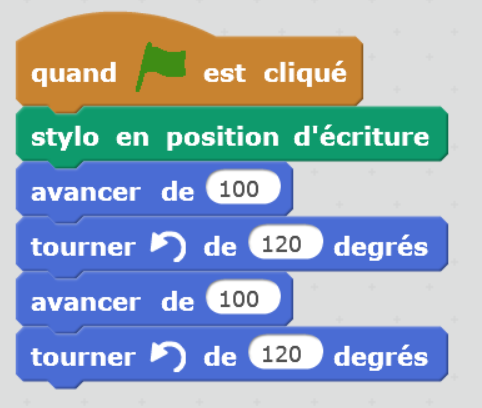 quand est cliqué
stylo en position d'écriture
avancer de 100
tourner de 120 degrés
avancer de 100
tourner de 120 degrés